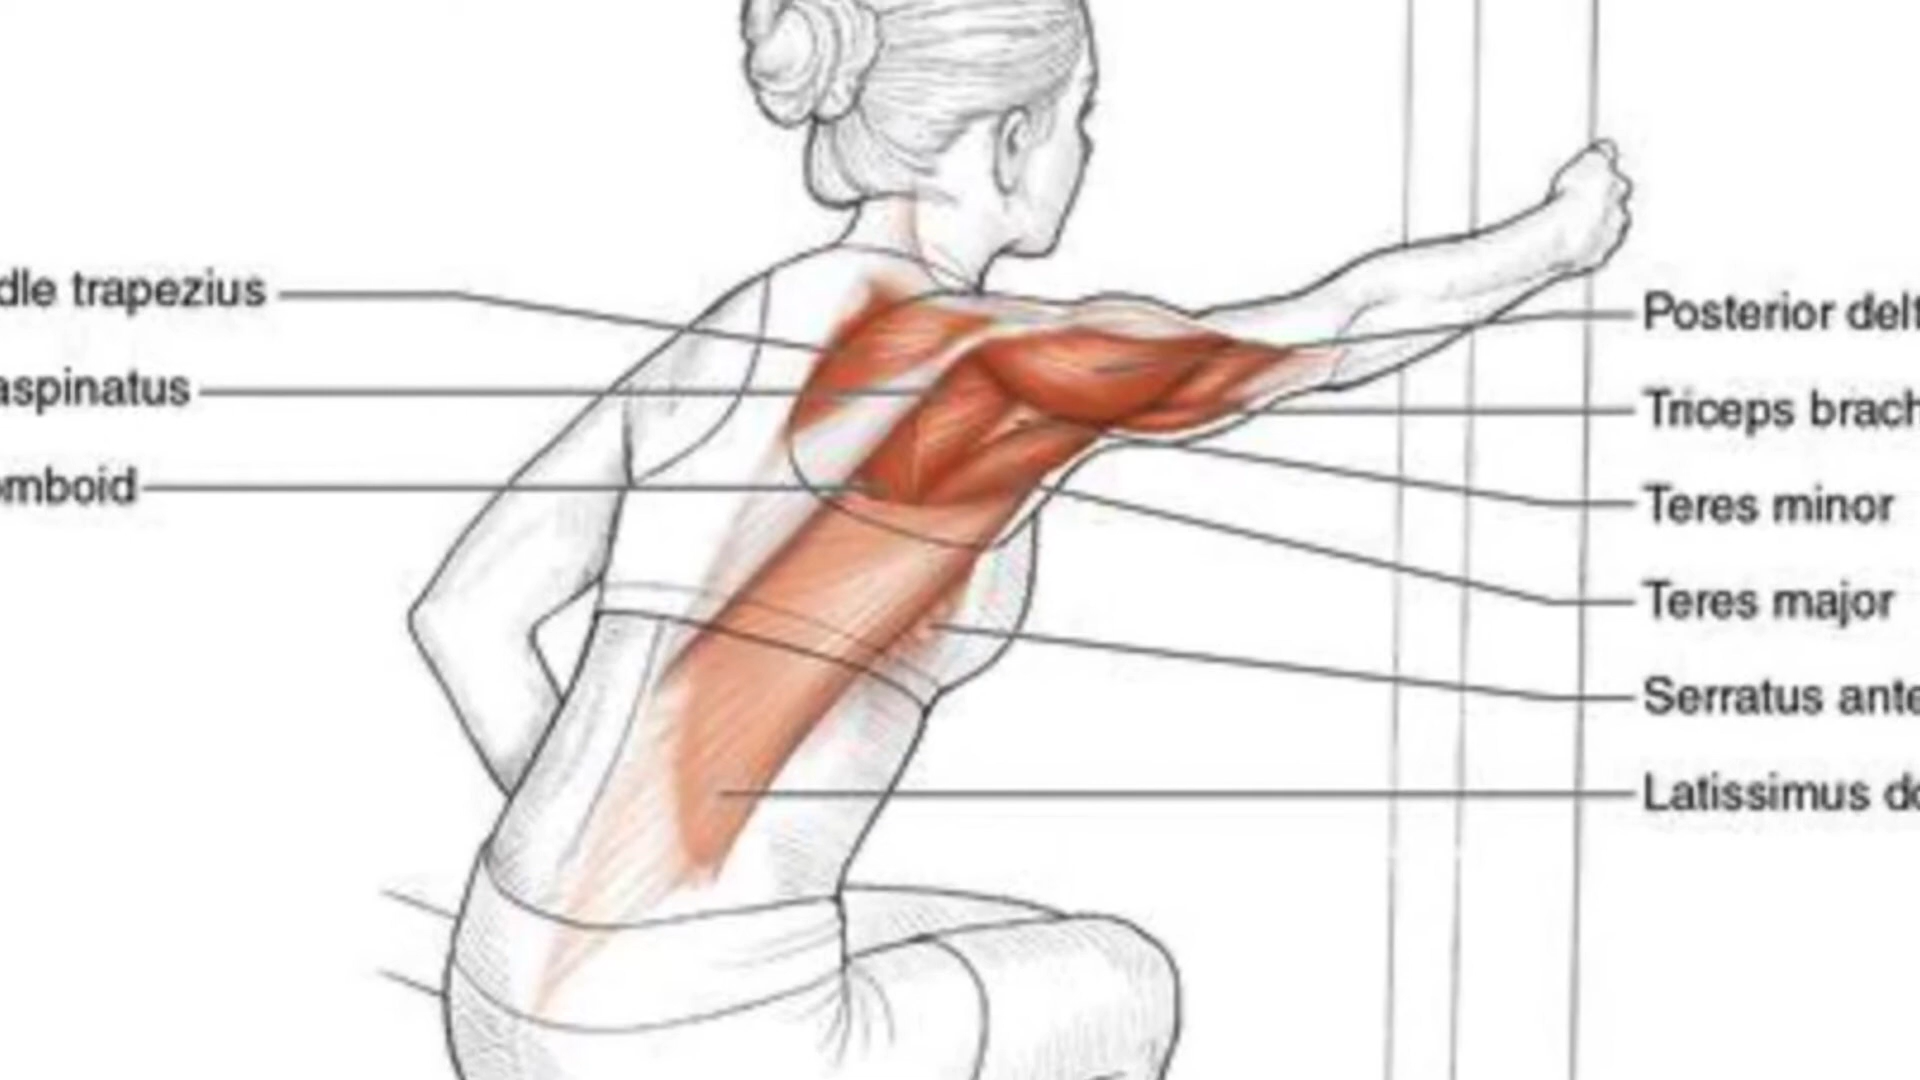 dle trapezius
aspinatus
omboid
Posterior delt
Triceps brach
Teres minor
Teres major
Serratus ante
Latissimus do